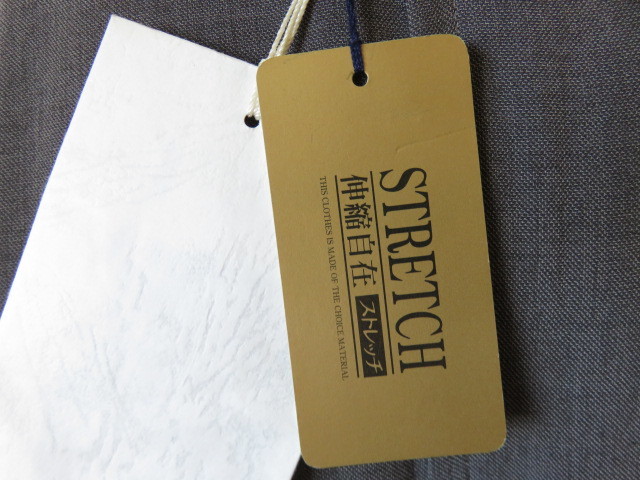 STRETCH
伸縮自在 ストレッチ
THIS CLOTHES IS MADE OF THE CHOICE MATERIAL